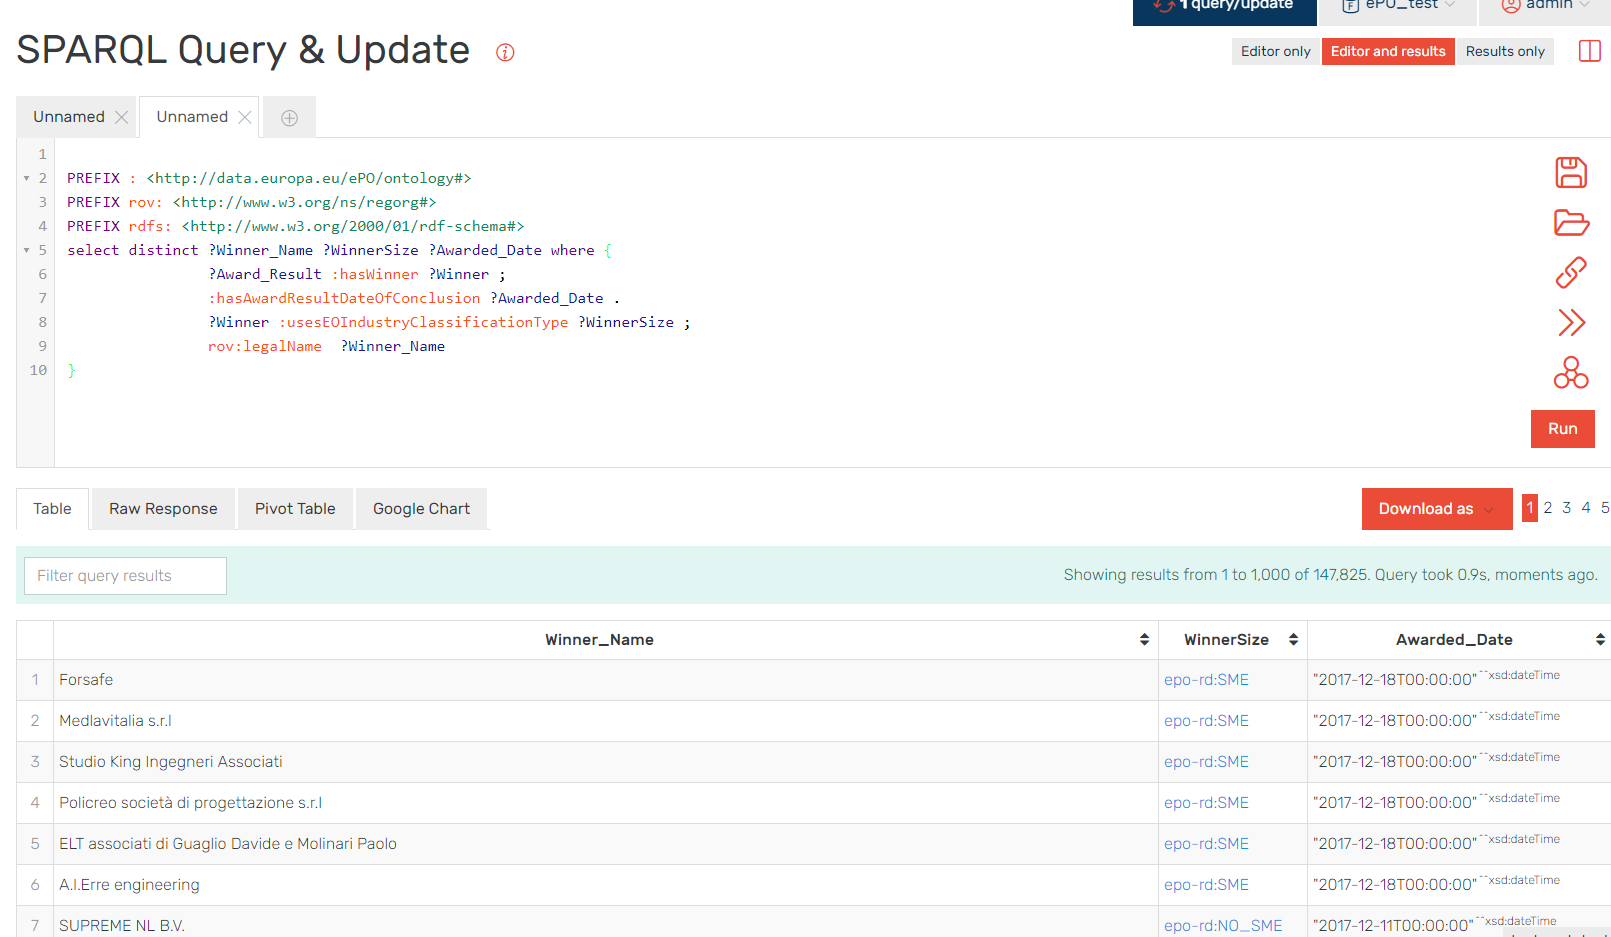 1 query/update
ePO_test
admin
SPARQL Query & Update
Editor only
Editor and results
Results only
Unnamed
Unnamed
1
2 PREFIX : <http://data.europa.eu/ePO/ontology#>
3 PREFIX rov: <http://www.w3.org/ns/regorg#>
4 PREFIX rdfs: <http://www.w3.org/2000/01/rdf-schema#>
5 select distinct ?Winner_Name ?WinnerSize ?Awarded_Date where {
6 ?Award_Result :hasWinner ?Winner ;
7 :hasAwardResultDateOfConclusion ?Awarded_Date .
8 ?Winner :usesEOIndustryClassificationType ?WinnerSize ;
9 rov:legalName ?Winner_Name
10 }
Run
Table
Raw Response
Pivot Table
Google Chart
Download as
1 2 3 4 5
Filter query results
Showing results from 1 to 1,000 of 147,825. Query took 0.9s, moments ago.
Winner_Name WinnerSize Awarded_Date
1 Forsafe epo-rd:SME "2017-12-18T00:00:00"^^xsd:dateTime
2 Medlavitalia s.r.l epo-rd:SME "2017-12-18T00:00:00"^^xsd:dateTime
3 Studio King Ingegneri Associati epo-rd:SME "2017-12-18T00:00:00"^^xsd:dateTime
4 Policreo società di progettazione s.r.l epo-rd:SME "2017-12-18T00:00:00"^^xsd:dateTime
5 ELT associati di Guaglio Davide e Molinari Paolo epo-rd:SME "2017-12-18T00:00:00"^^xsd:dateTime
6 A.I.Erre engineering epo-rd:SME "2017-12-18T00:00:00"^^xsd:dateTime
7 SUPREME NL B.V. epo-rd:NO_SME "2017-12-11T00:00:00"^^xsd:dateTime